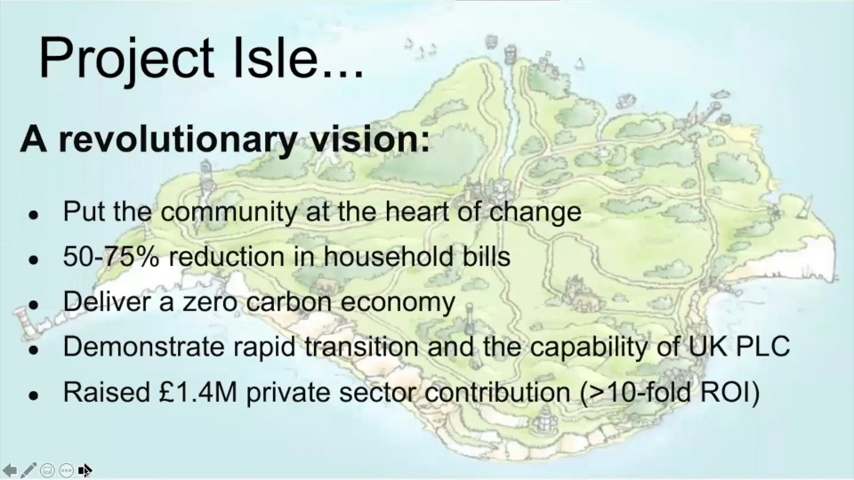 Project Isle...
A revolutionary vision:
• Put the community at the heart of change
• 50-75% reduction in household bills
• Deliver a zero carbon economy
• Demonstrate rapid transition and the capability of UK PLC
• Raised £1.4M private sector contribution (>10-fold ROI)